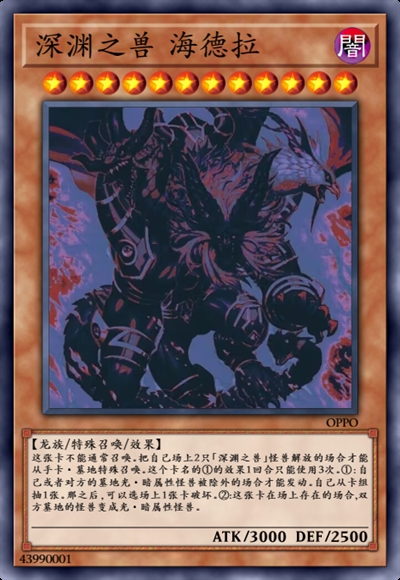 深渊之兽 海德拉
闇
OPPO
【龙族/特殊召唤/效果】
这张卡不能通常召唤。把自己场上2只「深渊之兽」怪兽解放的场合才能
从手卡·墓地特殊召唤。这个卡名的①的效果1回合只能使用3次。①：自
己或者对方的墓地光·暗属性怪兽被除外的场合才能发动。自己从卡组
抽1张。那之后，可以选场上1张卡破坏。②：这张卡在场上存在的场合，双
方墓地的怪兽变成光·暗属性怪兽。
ATK/3000 DEF/2500
43990001